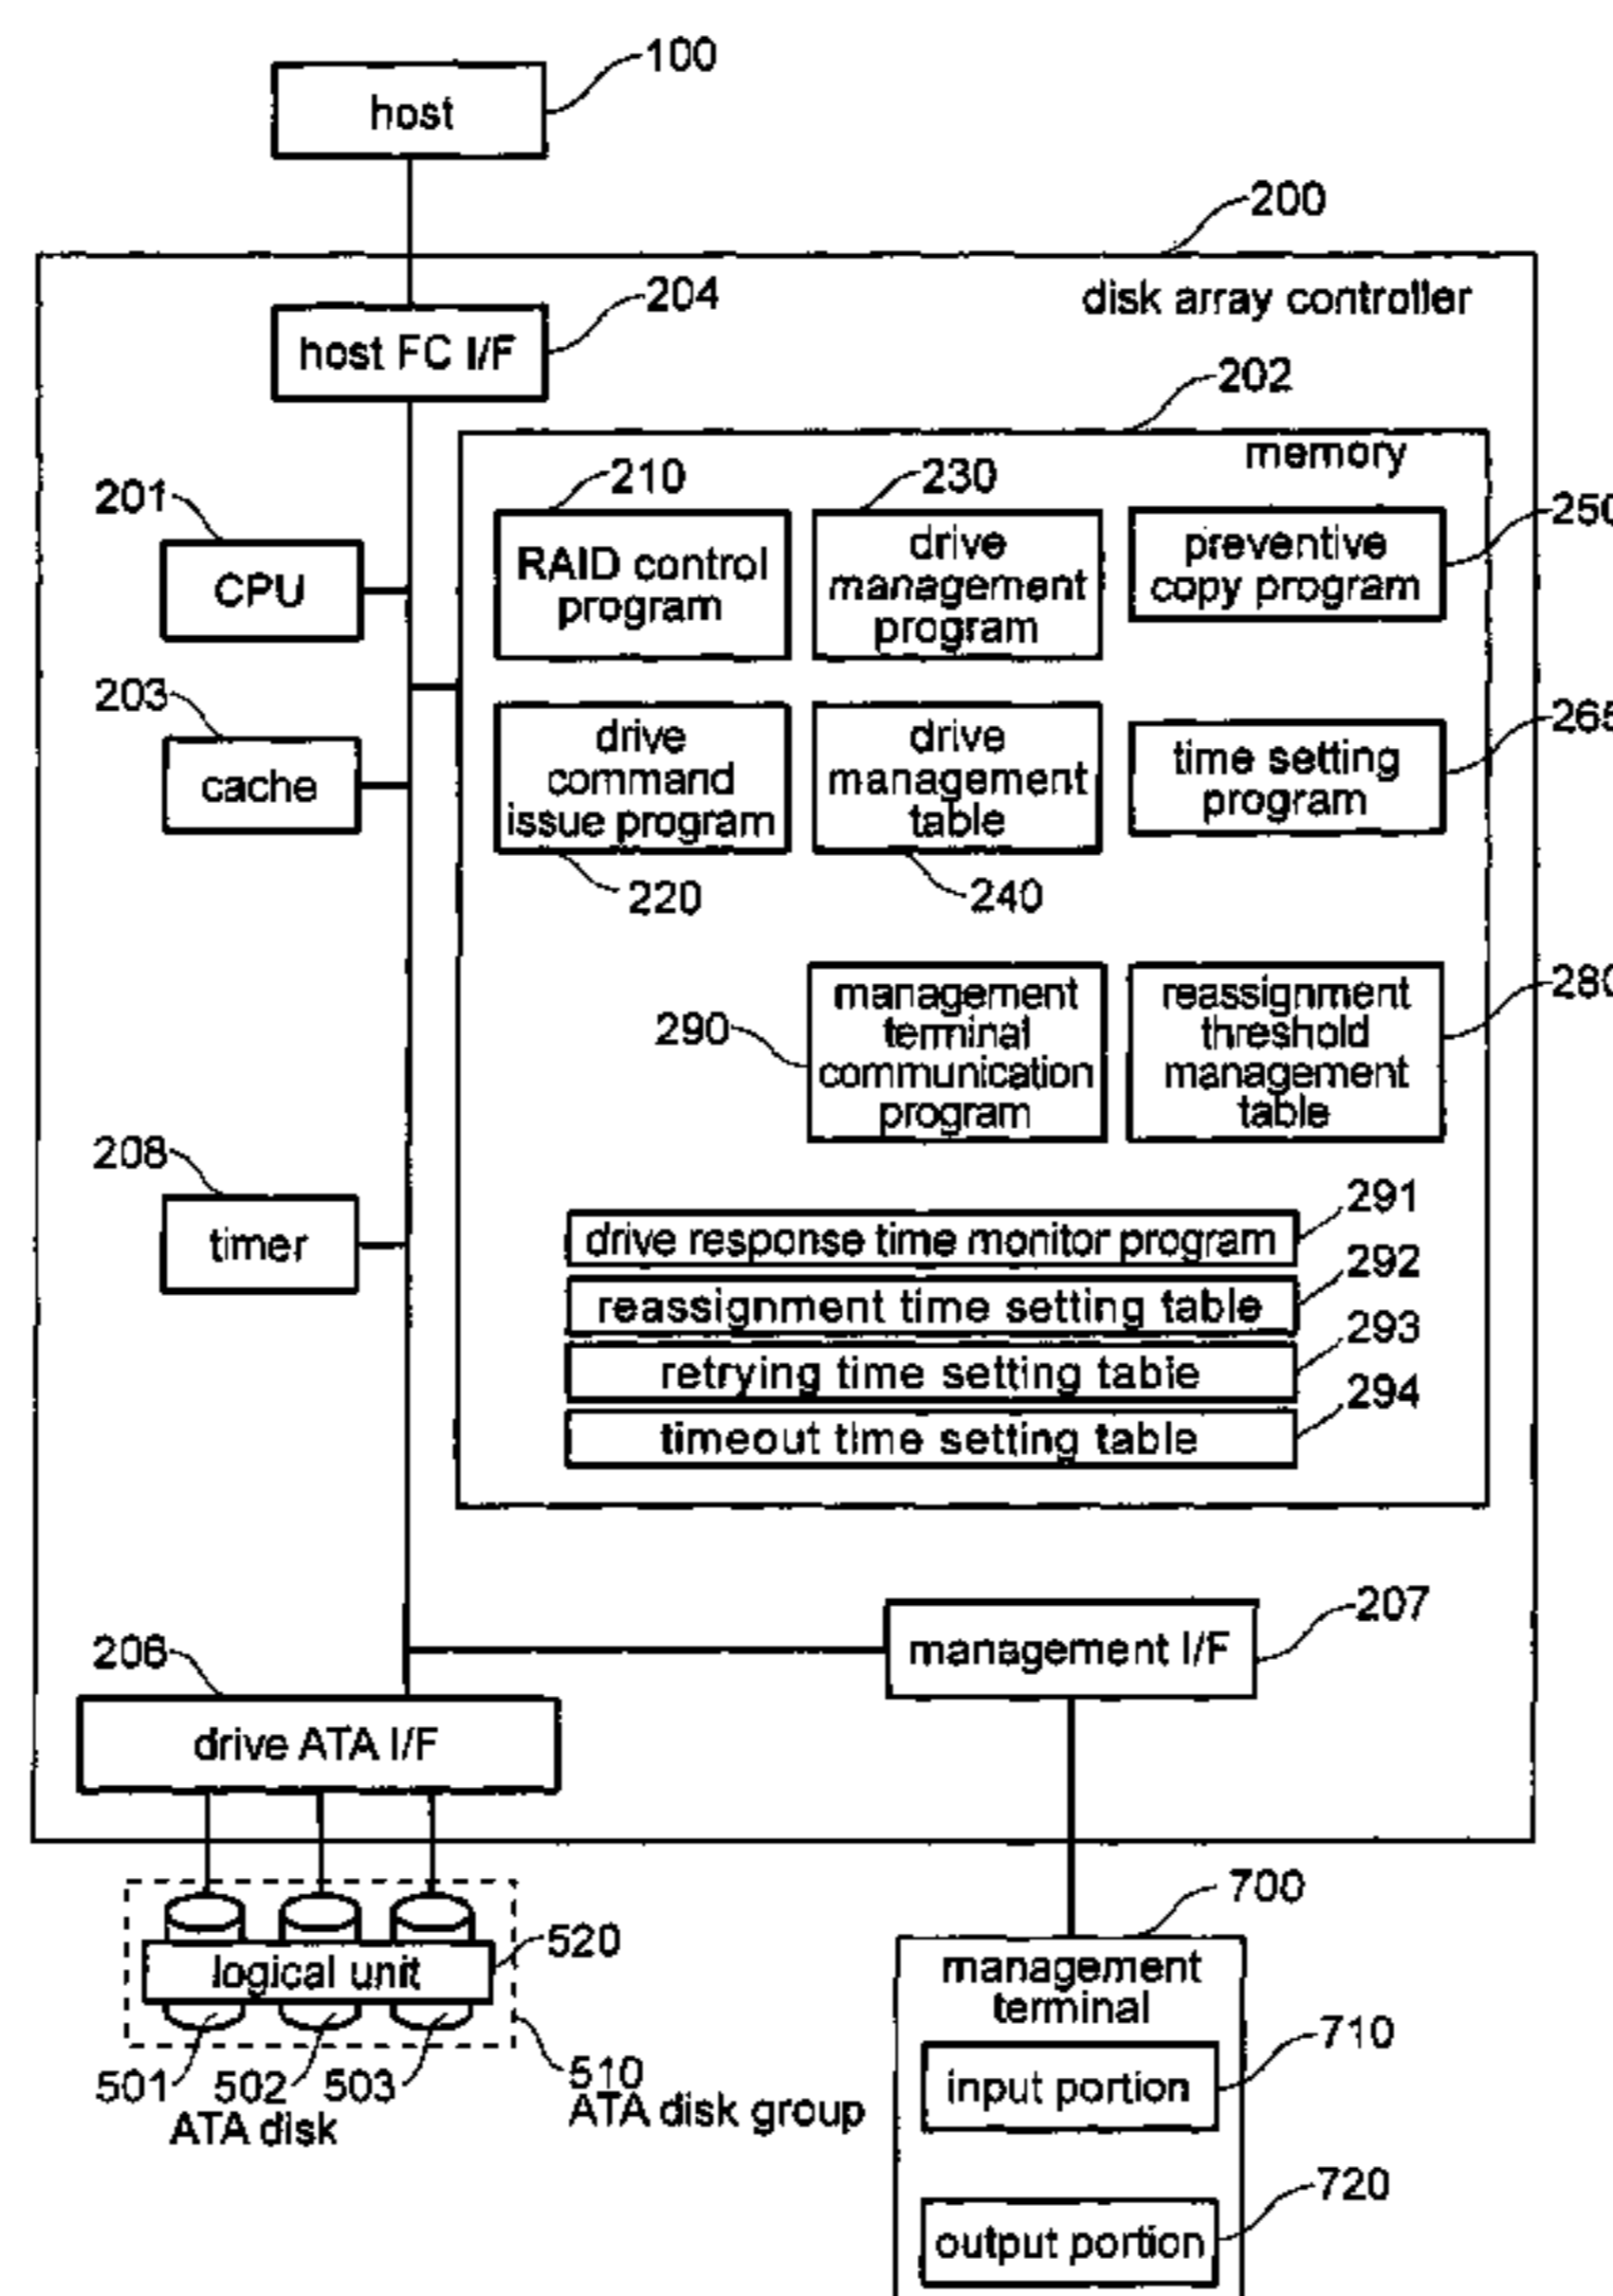 100
host
200
disk array controller
204
host FC I/F
202
memory
201
CPU
210
RAID control
program
230
drive
management
program
250
preventive
copy program
203
cache
drive
command
issue program
220
drive
management
table
240
265
time setting
program
290
management
terminal
communication
program
280
reassignment
threshold
management
table
208
timer
291
drive response time monitor program
292
reassignment time setting table
293
retrying time setting table
294
timeout time setting table
207
management I/F
206
drive ATA I/F
520
logical unit
501
502
503
ATA disk
510
ATA disk group
700
management
terminal
710
input portion
720
output portion